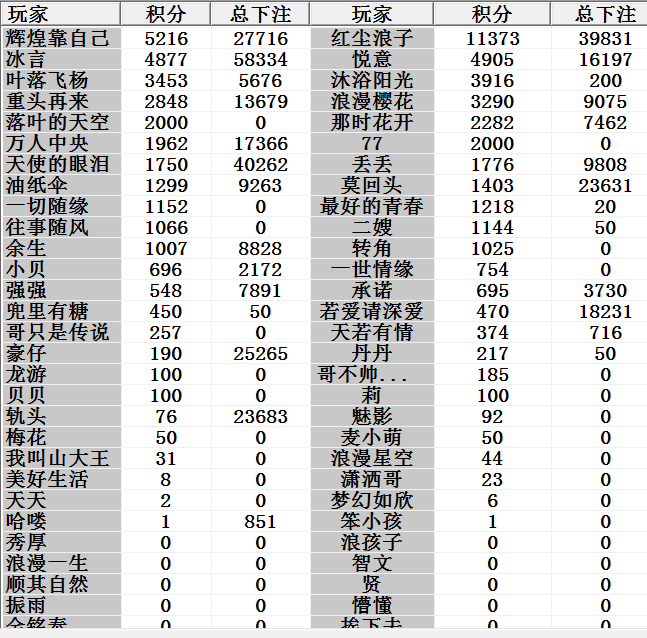 玩家 积分 总下注 玩家 积分 总下注
辉煌靠自己 5216 27716 红尘浪子 11373 39831
冰言 4877 58334 悦意 4905 16197
叶落飞杨 3453 5676 沐浴阳光 3916 200
重头再来 2848 13679 浪漫樱花 3290 9075
落叶的天空 2000 0 那时花开 2282 7462
万人中央 1962 17366 77 2000 0
天使的眼泪 1750 40262 丢丢 1776 9808
油纸伞 1299 9263 莫回头 1403 23631
一切随缘 1152 0 最好的青春 1218 20
往事随风 1066 0 二嫂 1144 50
余生 1007 8828 转角 1025 0
小贝 696 2172 一世情缘 754 0
强强 548 7891 承诺 695 3730
兜里有糖 450 50 若爱请深爱 470 18231
哥只是传说 257 0 天若有情 374 716
豪仔 190 25265 丹丹 217 50
龙游 100 0 哥不帅... 185 0
贝贝 100 0 莉 100 0
轨头 76 23683 魅影 92 0
梅花 50 0 麦小萌 50 0
我叫山大王 31 0 浪漫星空 44 0
美好生活 8 0 潇洒哥 23 0
天天 2 0 梦幻如欣 6 0
哈喽 1 851 笨小孩 1 0
秀厚 0 0 浪孩子 0 0
浪漫一生 0 0 智文 0 0
顺其自然 0 0 贤 0 0
振雨 0 0 懵懂 0 0
0 0 挨下去 0 0